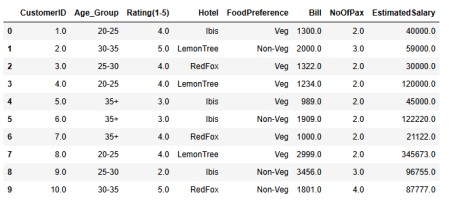 CustomerID Age_Group Rating(1-5) Hotel FoodPreference Bill NoOfPax EstimatedSalary
0 1.0 20-25 4.0 Ibis Veg 1300.0 2.0 40000.0
1 2.0 30-35 5.0 LemonTree Non-Veg 2000.0 3.0 59000.0
2 3.0 25-30 4.0 RedFox Veg 1322.0 2.0 30000.0
3 4.0 20-25 4.0 LemonTree Veg 1234.0 2.0 120000.0
4 5.0 35+ 3.0 Ibis Veg 989.0 2.0 45000.0
5 6.0 35+ 3.0 Ibis Non-Veg 1909.0 2.0 122220.0
6 7.0 35+ 4.0 RedFox Veg 1000.0 2.0 21122.0
7 8.0 20-25 4.0 LemonTree Veg 2999.0 2.0 345673.0
8 9.0 25-30 2.0 Ibis Non-Veg 3456.0 3.0 96755.0
9 10.0 30-35 5.0 RedFox Non-Veg 1801.0 4.0 87777.0